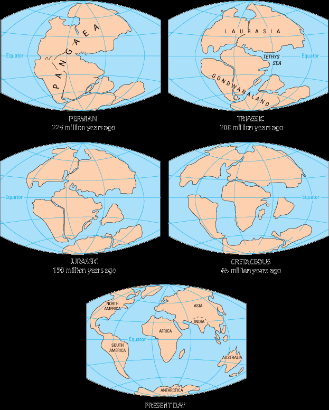 Equator
PANGAEA
PERMIAN
225 million years ago
LAURASIA
TETHYS
SEA
GONDWANALAND
TRIASSIC
200 million years ago
Equator
JURASSIC
150 million years ago
Equator
CRETACEOUS
65 million years ago
NORTH
AMERICA
ASIA
INDIA
Equator
AFRICA
SOUTH
AMERICA
AUSTRALIA
ANTARCTICA
PRESENT DAY